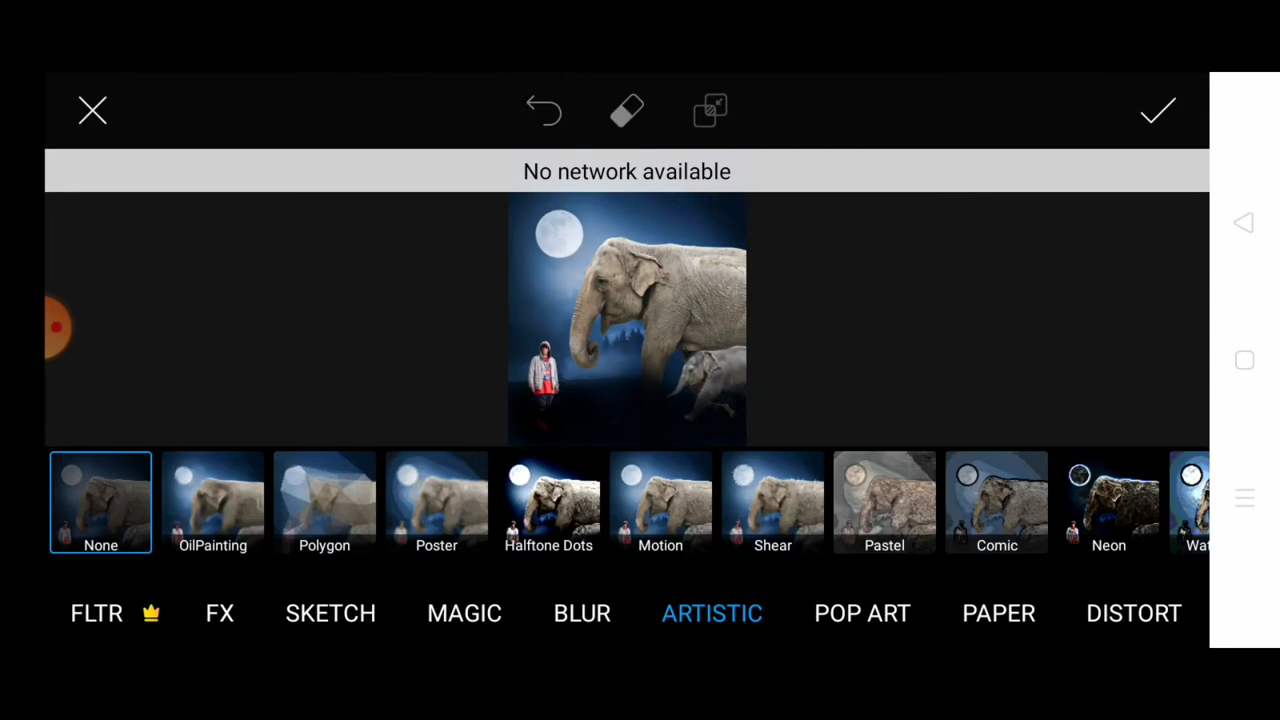 No network available
None OilPainting Polygon Poster Halftone Dots Motion Shear Pastel Comic Neon Wat
FLTR FX SKETCH MAGIC BLUR ARTISTIC POP ART PAPER DISTORT